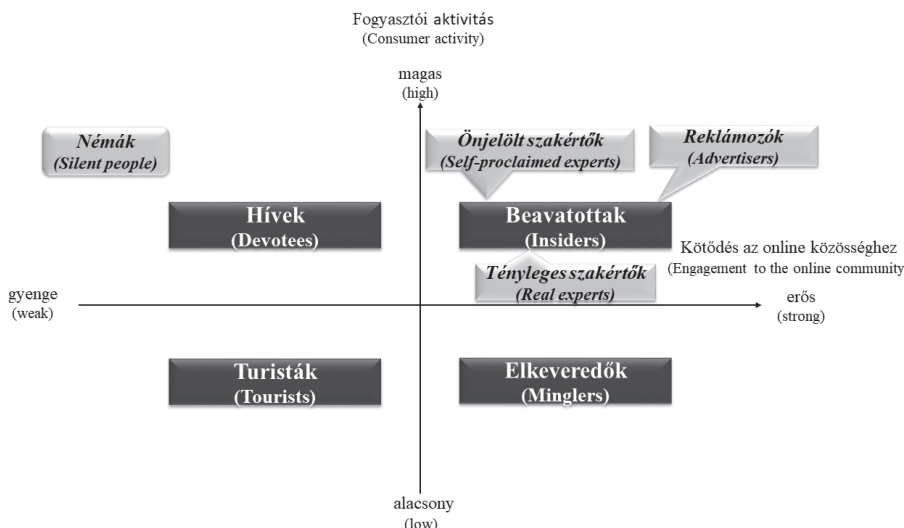 Fogyasztói aktivitás
(Consumer activity)
magas
(high)
Némák
(Silent people)
Önjelölt szakértők
(Self-proclaimed experts)
Reklámozók
(Advertisers)
Hívek
(Devotees)
Beavatottak
(Insiders)
Kötődés az online közösséghez
(Engagement to the online community
Tényleges szakértők
(Real experts)
gyenge
(weak)
erős
(strong)
Turisták
(Tourists)
Elkeveredők
(Minglers)
alacsony
(low)